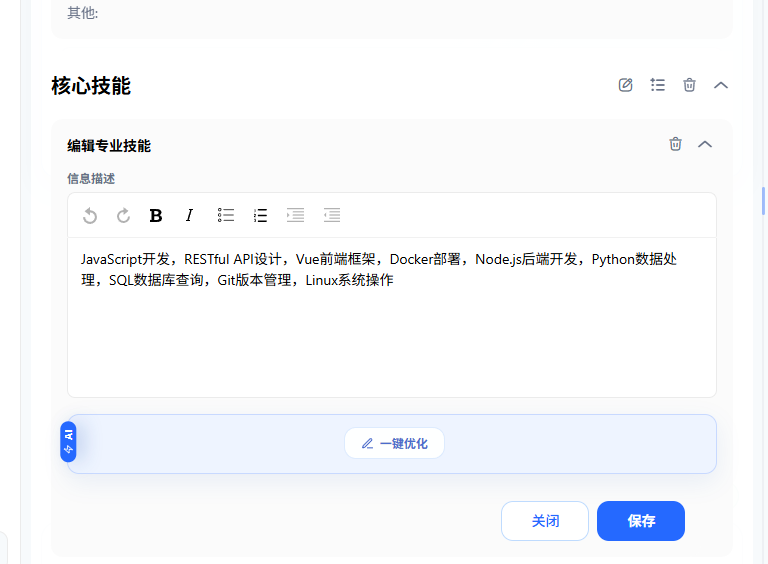 其他:
核心技能
编辑专业技能
信息描述
B I
JavaScript开发，RESTful API设计，Vue前端框架，Docker部署，Node.js后端开发，Python数据处
理，SQL数据库查询，Git版本管理，Linux系统操作
AI
一键优化
关闭 保存